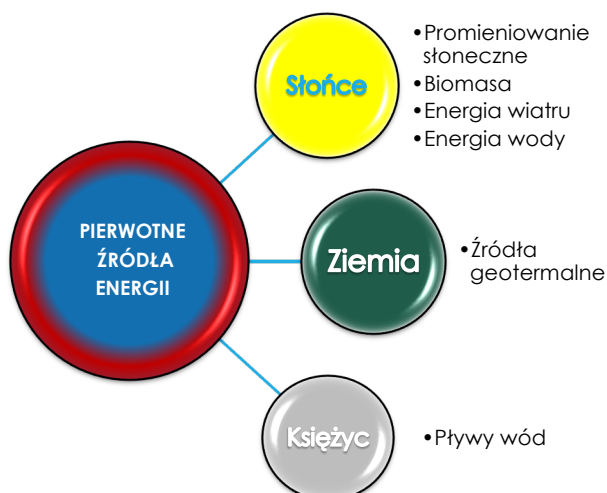 PIERWOTNE
ŹRÓDŁA
ENERGII
Słońce
•Promieniowanie
słoneczne
•Biomasa
•Energia wiatru
•Energia wody
Ziemia
•Źródła
geotermalne
Księżyc
•Pływy wód